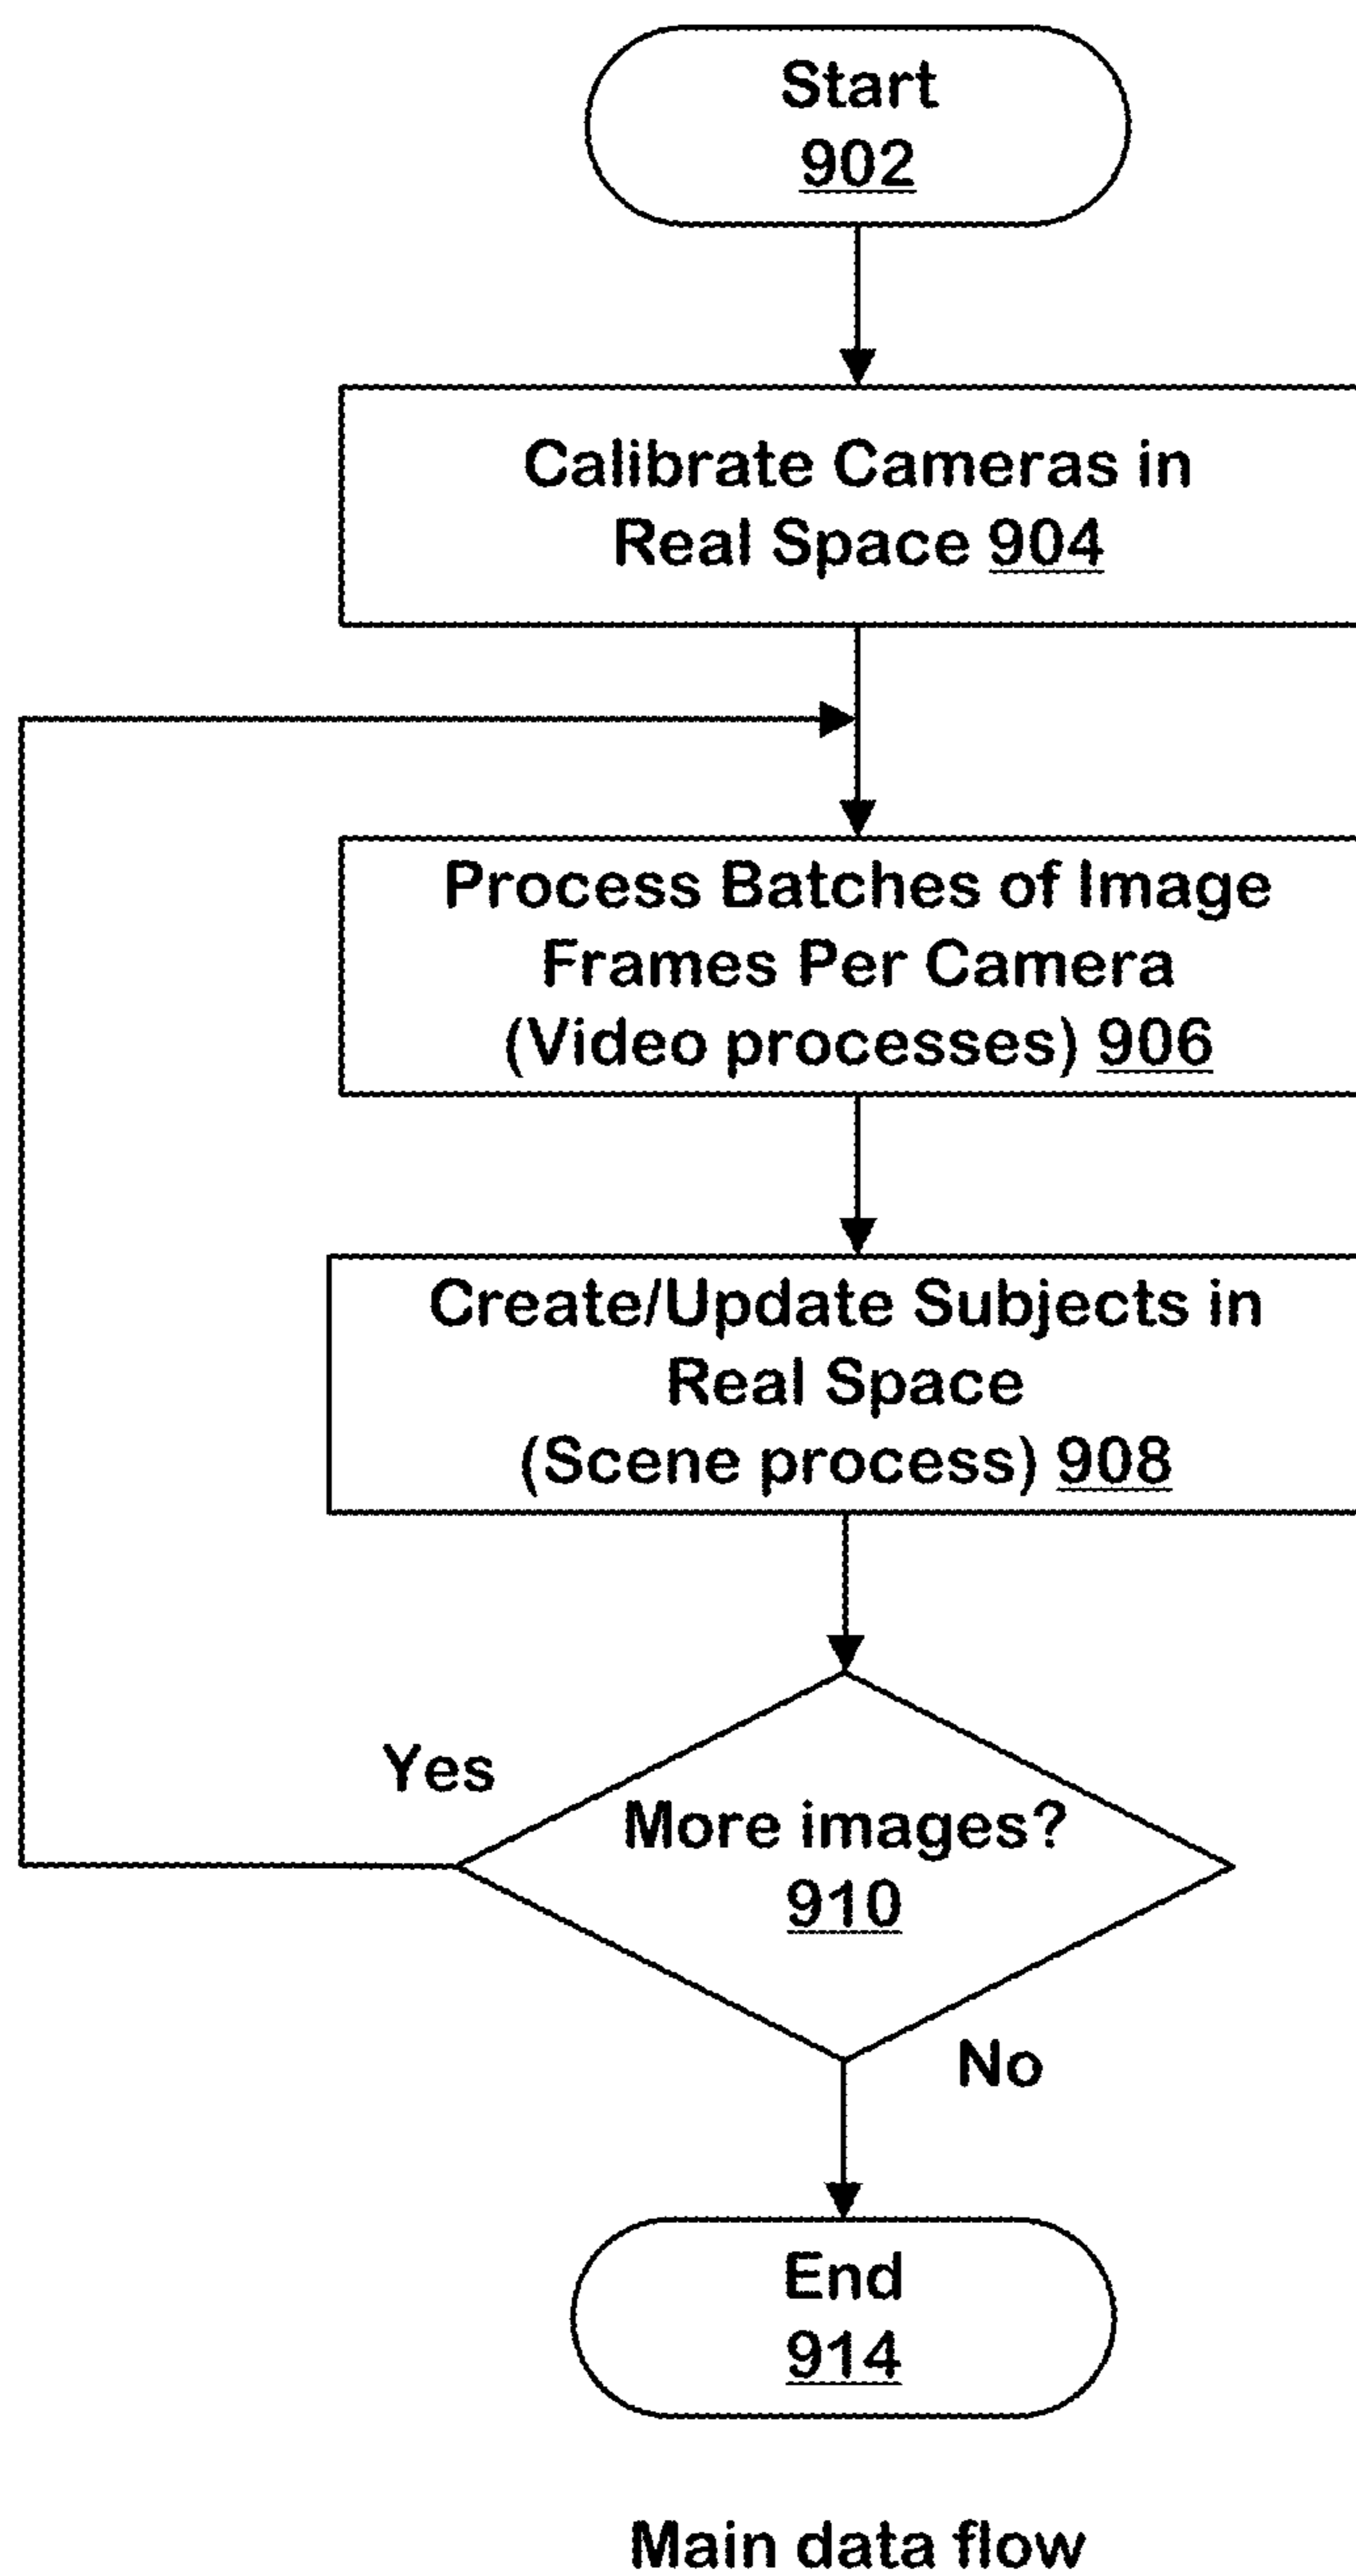 Start
902
Calibrate Cameras in
Real Space 904
Process Batches of Image
Frames Per Camera
(Video processes) 906
Create/Update Subjects in
Real Space
(Scene process) 908
Yes
More images?
910
No
End
914
Main data flow